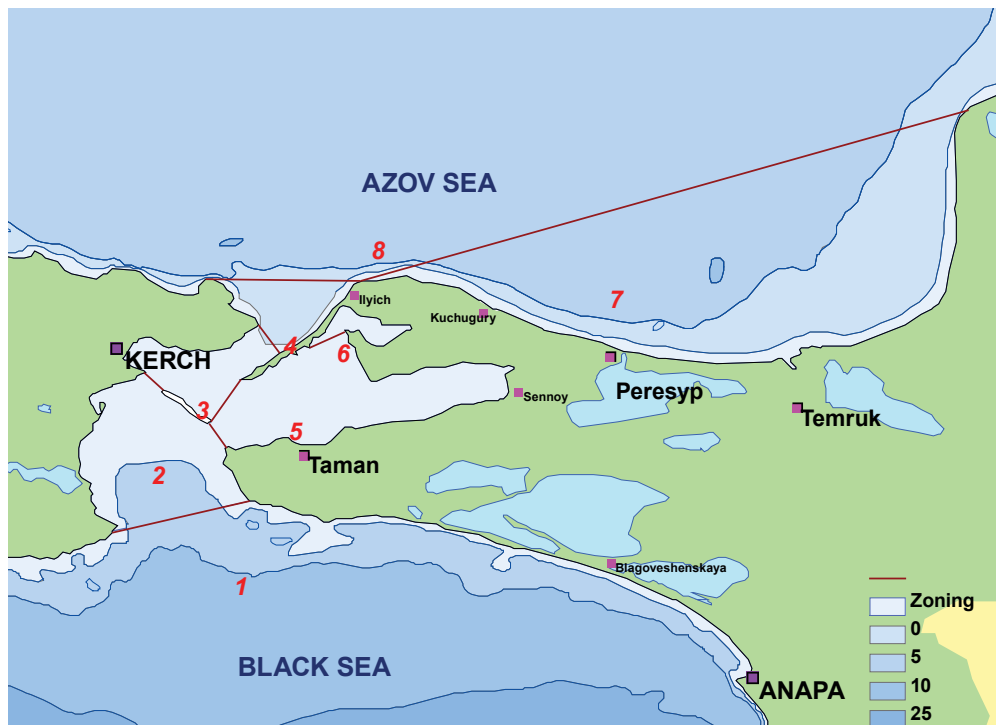 AZOV SEA
8
7
Ilyich
Kuchugury
4
6
KERCH
Peresyp
Sennoy
3
Temruk
5
Taman
2
Blagoveshenskaya
1
Zoning
0
5
10
25
BLACK SEA
ANAPA